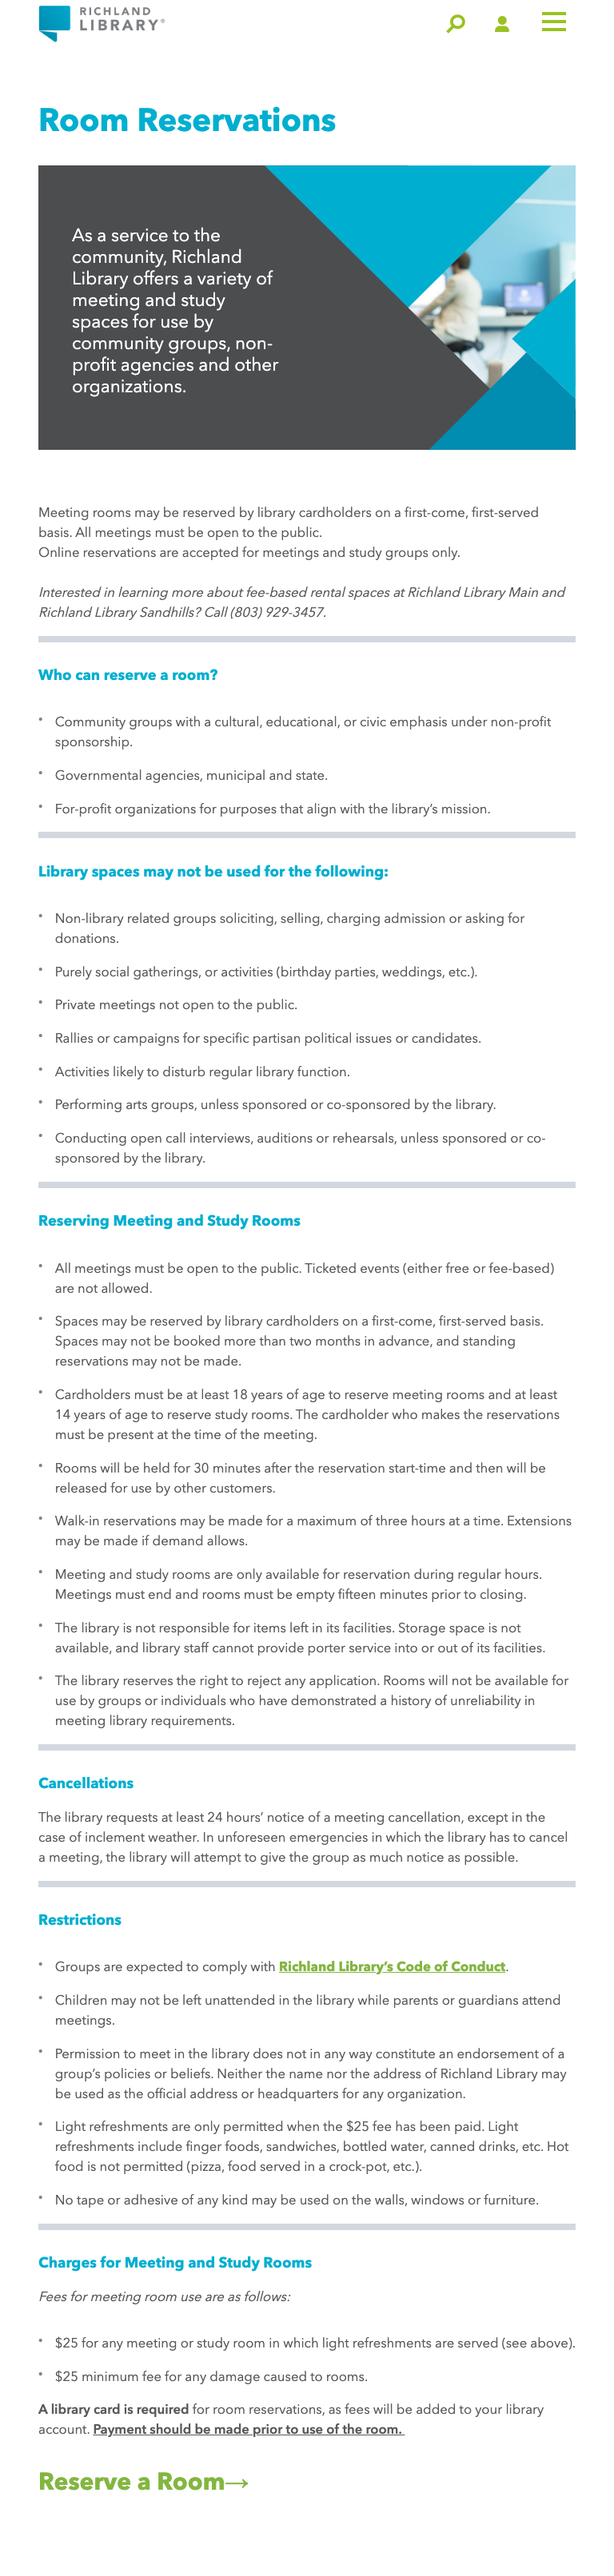 RICHLAND
LIBRARY®
Room Reservations
As a service to the
community, Richland
Library offers a variety of
meeting and study
spaces for use by
community groups, non-
profit agencies and other
organizations.
Meeting rooms may be reserved by library cardholders on a first-come, first-served
basis. All meetings must be open to the public.
Online reservations are accepted for meetings and study groups only.
Interested in learning more about fee-based rental spaces at Richland Library Main and
Richland Library Sandhills? Call (803) 929-3457.
Who can reserve a room?
• Community groups with a cultural, educational, or civic emphasis under non-profit
sponsorship.
• Governmental agencies, municipal and state.
• For-profit organizations for purposes that align with the library’s mission.
Library spaces may not be used for the following:
• Non-library related groups soliciting, selling, charging admission or asking for
donations.
• Purely social gatherings, or activities (birthday parties, weddings, etc.).
• Private meetings not open to the public.
• Rallies or campaigns for specific partisan political issues or candidates.
• Activities likely to disturb regular library function.
• Performing arts groups, unless sponsored or co-sponsored by the library.
• Conducting open call interviews, auditions or rehearsals, unless sponsored or co-
sponsored by the library.
Reserving Meeting and Study Rooms
• All meetings must be open to the public. Ticketed events (either free or fee-based)
are not allowed.
• Spaces may be reserved by library cardholders on a first-come, first-served basis.
Spaces may not be booked more than two months in advance, and standing
reservations may not be made.
• Cardholders must be at least 18 years of age to reserve meeting rooms and at least
14 years of age to reserve study rooms. The cardholder who makes the reservations
must be present at the time of the meeting.
• Rooms will be held for 30 minutes after the reservation start-time and then will be
released for use by other customers.
• Walk-in reservations may be made for a maximum of three hours at a time. Extensions
may be made if demand allows.
• Meeting and study rooms are only available for reservation during regular hours.
Meetings must end and rooms must be empty fifteen minutes prior to closing.
• The library is not responsible for items left in its facilities. Storage space is not
available, and library staff cannot provide porter service into or out of its facilities.
• The library reserves the right to reject any application. Rooms will not be available for
use by groups or individuals who have demonstrated a history of unreliability in
meeting library requirements.
Cancellations
The library requests at least 24 hours’ notice of a meeting cancellation, except in the
case of inclement weather. In unforeseen emergencies in which the library has to cancel
a meeting, the library will attempt to give the group as much notice as possible.
Restrictions
• Groups are expected to comply with Richland Library’s Code of Conduct.
• Children may not be left unattended in the library while parents or guardians attend
meetings.
• Permission to meet in the library does not in any way constitute an endorsement of a
group’s policies or beliefs. Neither the name nor the address of Richland Library may
be used as the official address or headquarters for any organization.
• Light refreshments are only permitted when the $25 fee has been paid. Light
refreshments include finger foods, sandwiches, bottled water, canned drinks, etc. Hot
food is not permitted (pizza, food served in a crock-pot, etc.).
• No tape or adhesive of any kind may be used on the walls, windows or furniture.
Charges for Meeting and Study Rooms
Fees for meeting room use are as follows:
• $25 for any meeting or study room in which light refreshments are served (see above).
• $25 minimum fee for any damage caused to rooms.
A library card is required for room reservations, as fees will be added to your library
account. Payment should be made prior to use of the room.
Reserve a Room→